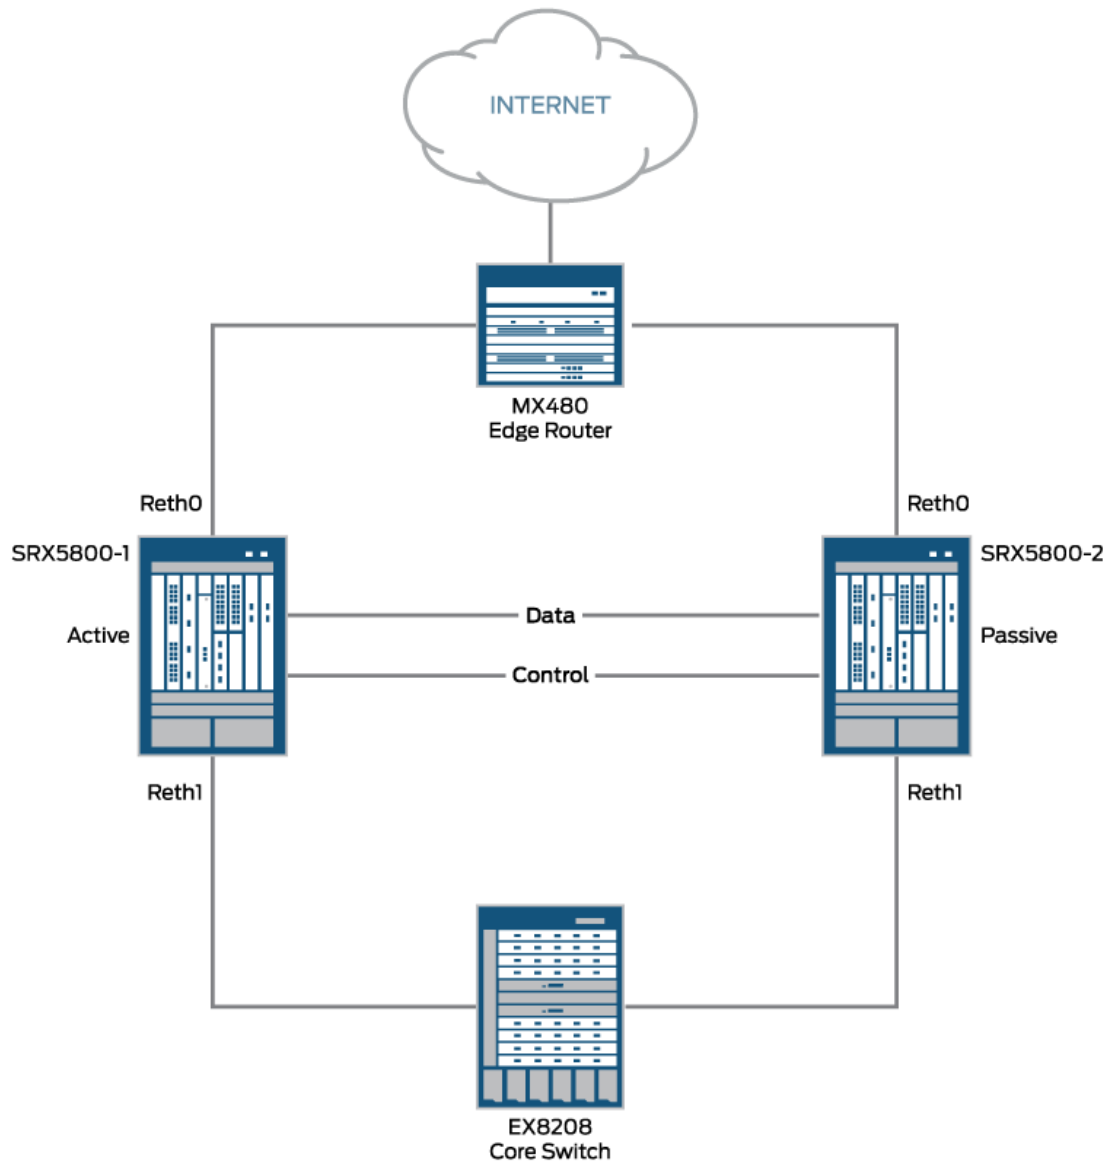 INTERNET
MX480
Edge Router
Reth0
Reth0
SRX5800-1
SRX5800-2
Data
Active
Passive
Control
Reth1
Reth1
EX8208
Core Switch